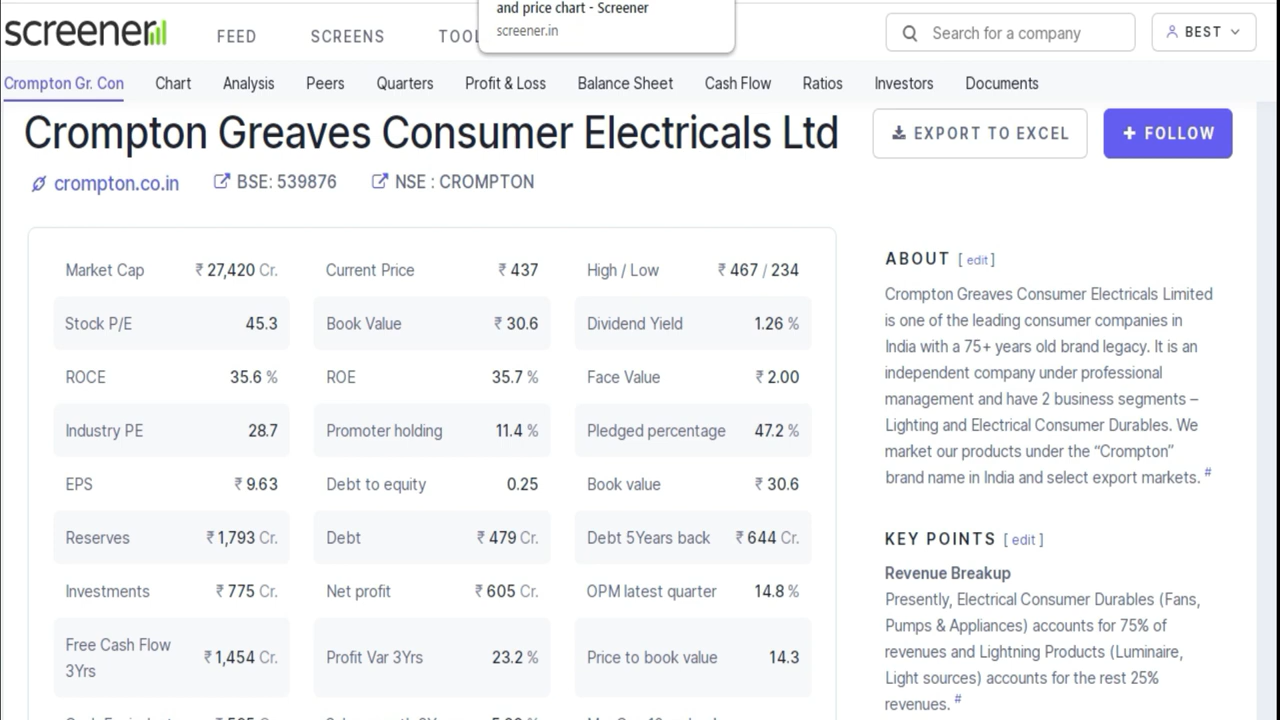 and price chart - Screener
screener.in
screener
FEED
SCREENS
Search for a company
BEST
Crompton Gr. Con
Chart
Analysis
Peers
Quarters
Profit & Loss
Balance Sheet
Cash Flow
Ratios
Investors
Documents
Crompton Greaves Consumer Electricals Ltd
EXPORT TO EXCEL
+ FOLLOW
crompton.co.in
BSE: 539876
NSE : CROMPTON
Market Cap ₹ 27,420 Cr.
Current Price ₹ 437
High / Low ₹ 467 / 234
Stock P/E 45.3
Book Value ₹ 30.6
Dividend Yield 1.26 %
ROCE 35.6 %
ROE 35.7 %
Face Value ₹ 2.00
Industry PE 28.7
Promoter holding 11.4 %
Pledged percentage 47.2 %
EPS ₹ 9.63
Debt to equity 0.25
Book value ₹ 30.6
Reserves ₹ 1,793 Cr.
Debt ₹ 479 Cr.
Debt 5Years back ₹ 644 Cr.
Investments ₹ 775 Cr.
Net profit ₹ 605 Cr.
OPM latest quarter 14.8 %
Free Cash Flow
3Yrs ₹ 1,454 Cr.
Profit Var 3Yrs 23.2 %
Price to book value 14.3
ABOUT [ edit ]
Crompton Greaves Consumer Electricals Limited
is one of the leading consumer companies in
India with a 75+ years old brand legacy. It is an
independent company under professional
management and have 2 business segments –
Lighting and Electrical Consumer Durables. We
market our products under the “Crompton”
brand name in India and select export markets. #
KEY POINTS [ edit ]
Revenue Breakup
Presently, Electrical Consumer Durables (Fans,
Pumps & Appliances) accounts for 75% of
revenues and Lightning Products (Luminaire,
Light sources) accounts for the rest 25%
revenues. #